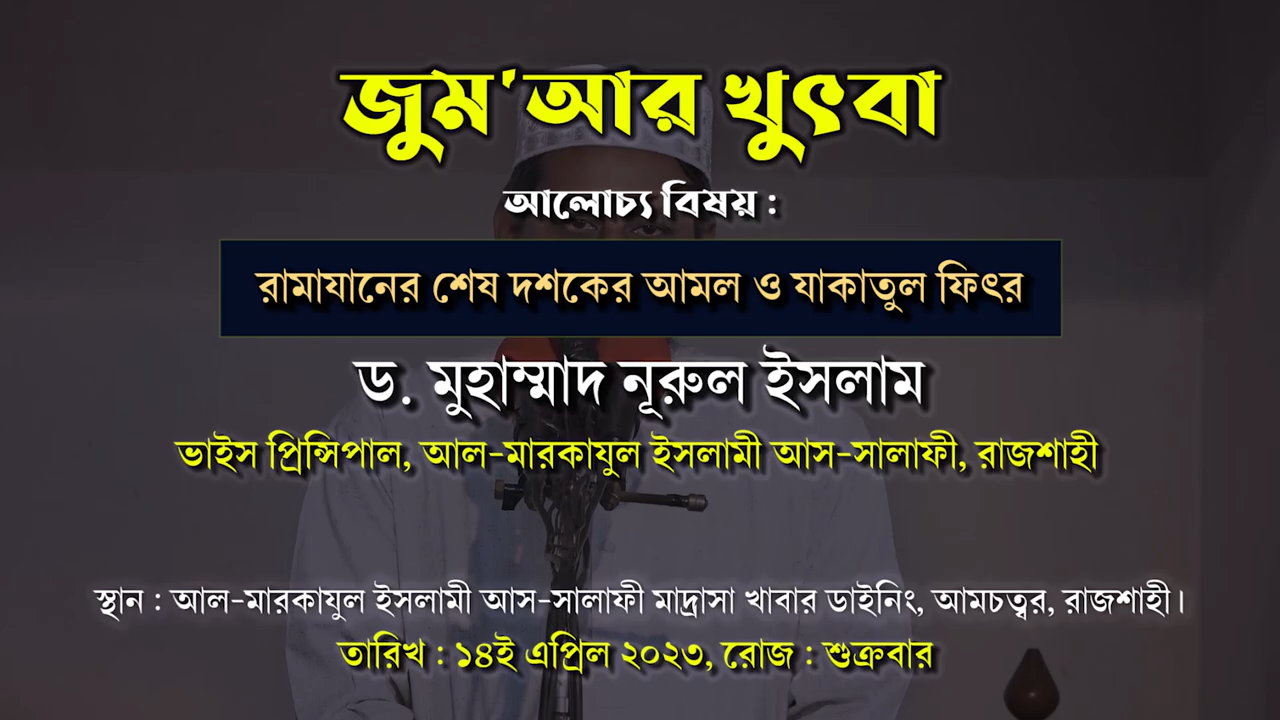 জুম'আর খুৎবা
আলোচ্য বিষয় :
রামাযানের শেষ দশকের আমল ও যাকাতুল ফিৎর
ড. মুহাম্মাদ নূরুল ইসলাম
ভাইস প্রিন্সিপাল, আল-মারকাযুল ইসলামী আস-সালাফী, রাজশাহী
স্থান : আল-মারকাযুল ইসলামী আস-সালাফী মাদ্রাসা খাবার ডাইনিং, আমচত্বর, রাজশাহী।
তারিখ : ১৪ই এপ্রিল ২০২৩, রোজ : শুক্রবার